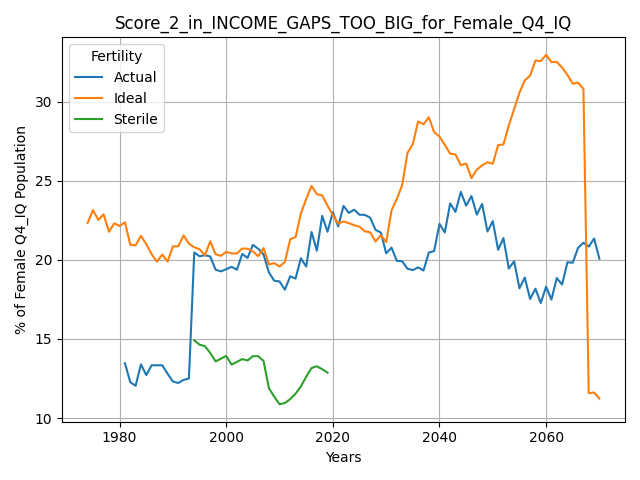 Score_2_in_INCOME_GAPS_TOO_BIG_for_Female_Q4_IQ
Fertility
Actual
Ideal
Sterile
% of Female Q4_IQ Population
30
25
20
15
10
1980
2000
2020
2040
2060
Years